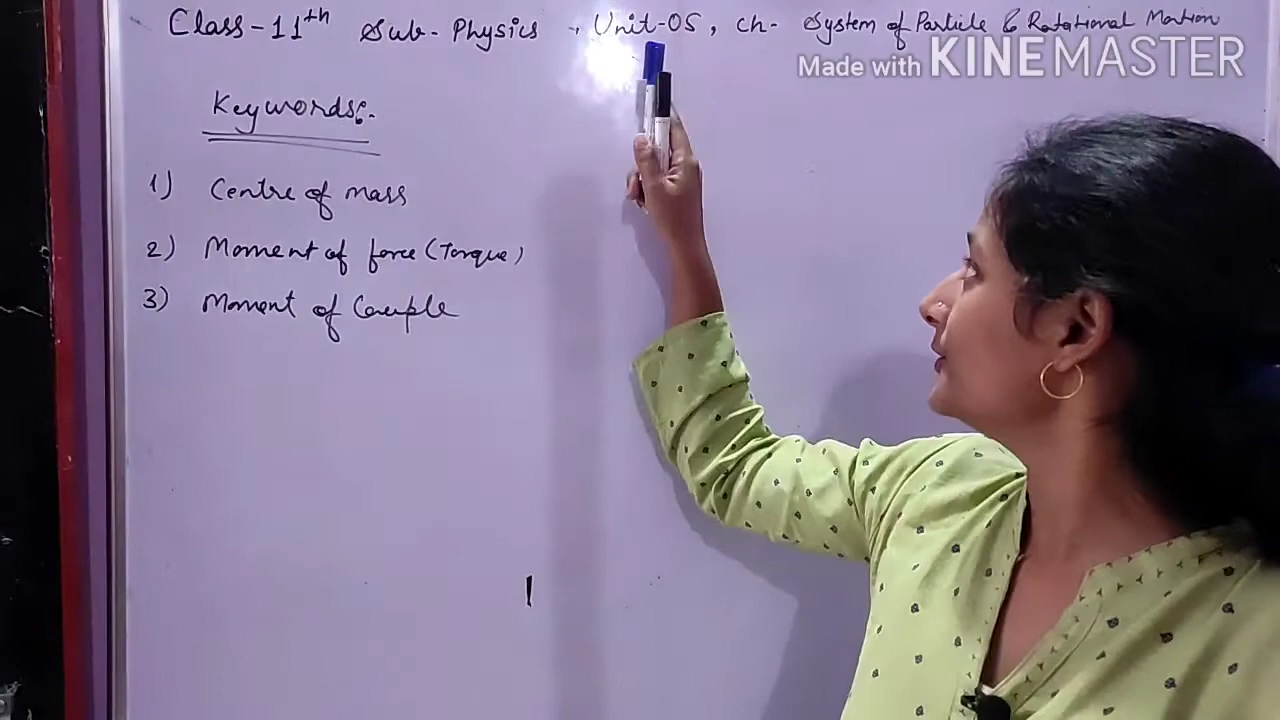 Class-11th Sub- Physics , Unit-05, Ch- System of Particle & Rotational Motion
Made with KINEMASTER
Keywords:-
1) Centre of mass
2) Moment of force (Torque)
3) Moment of Couple